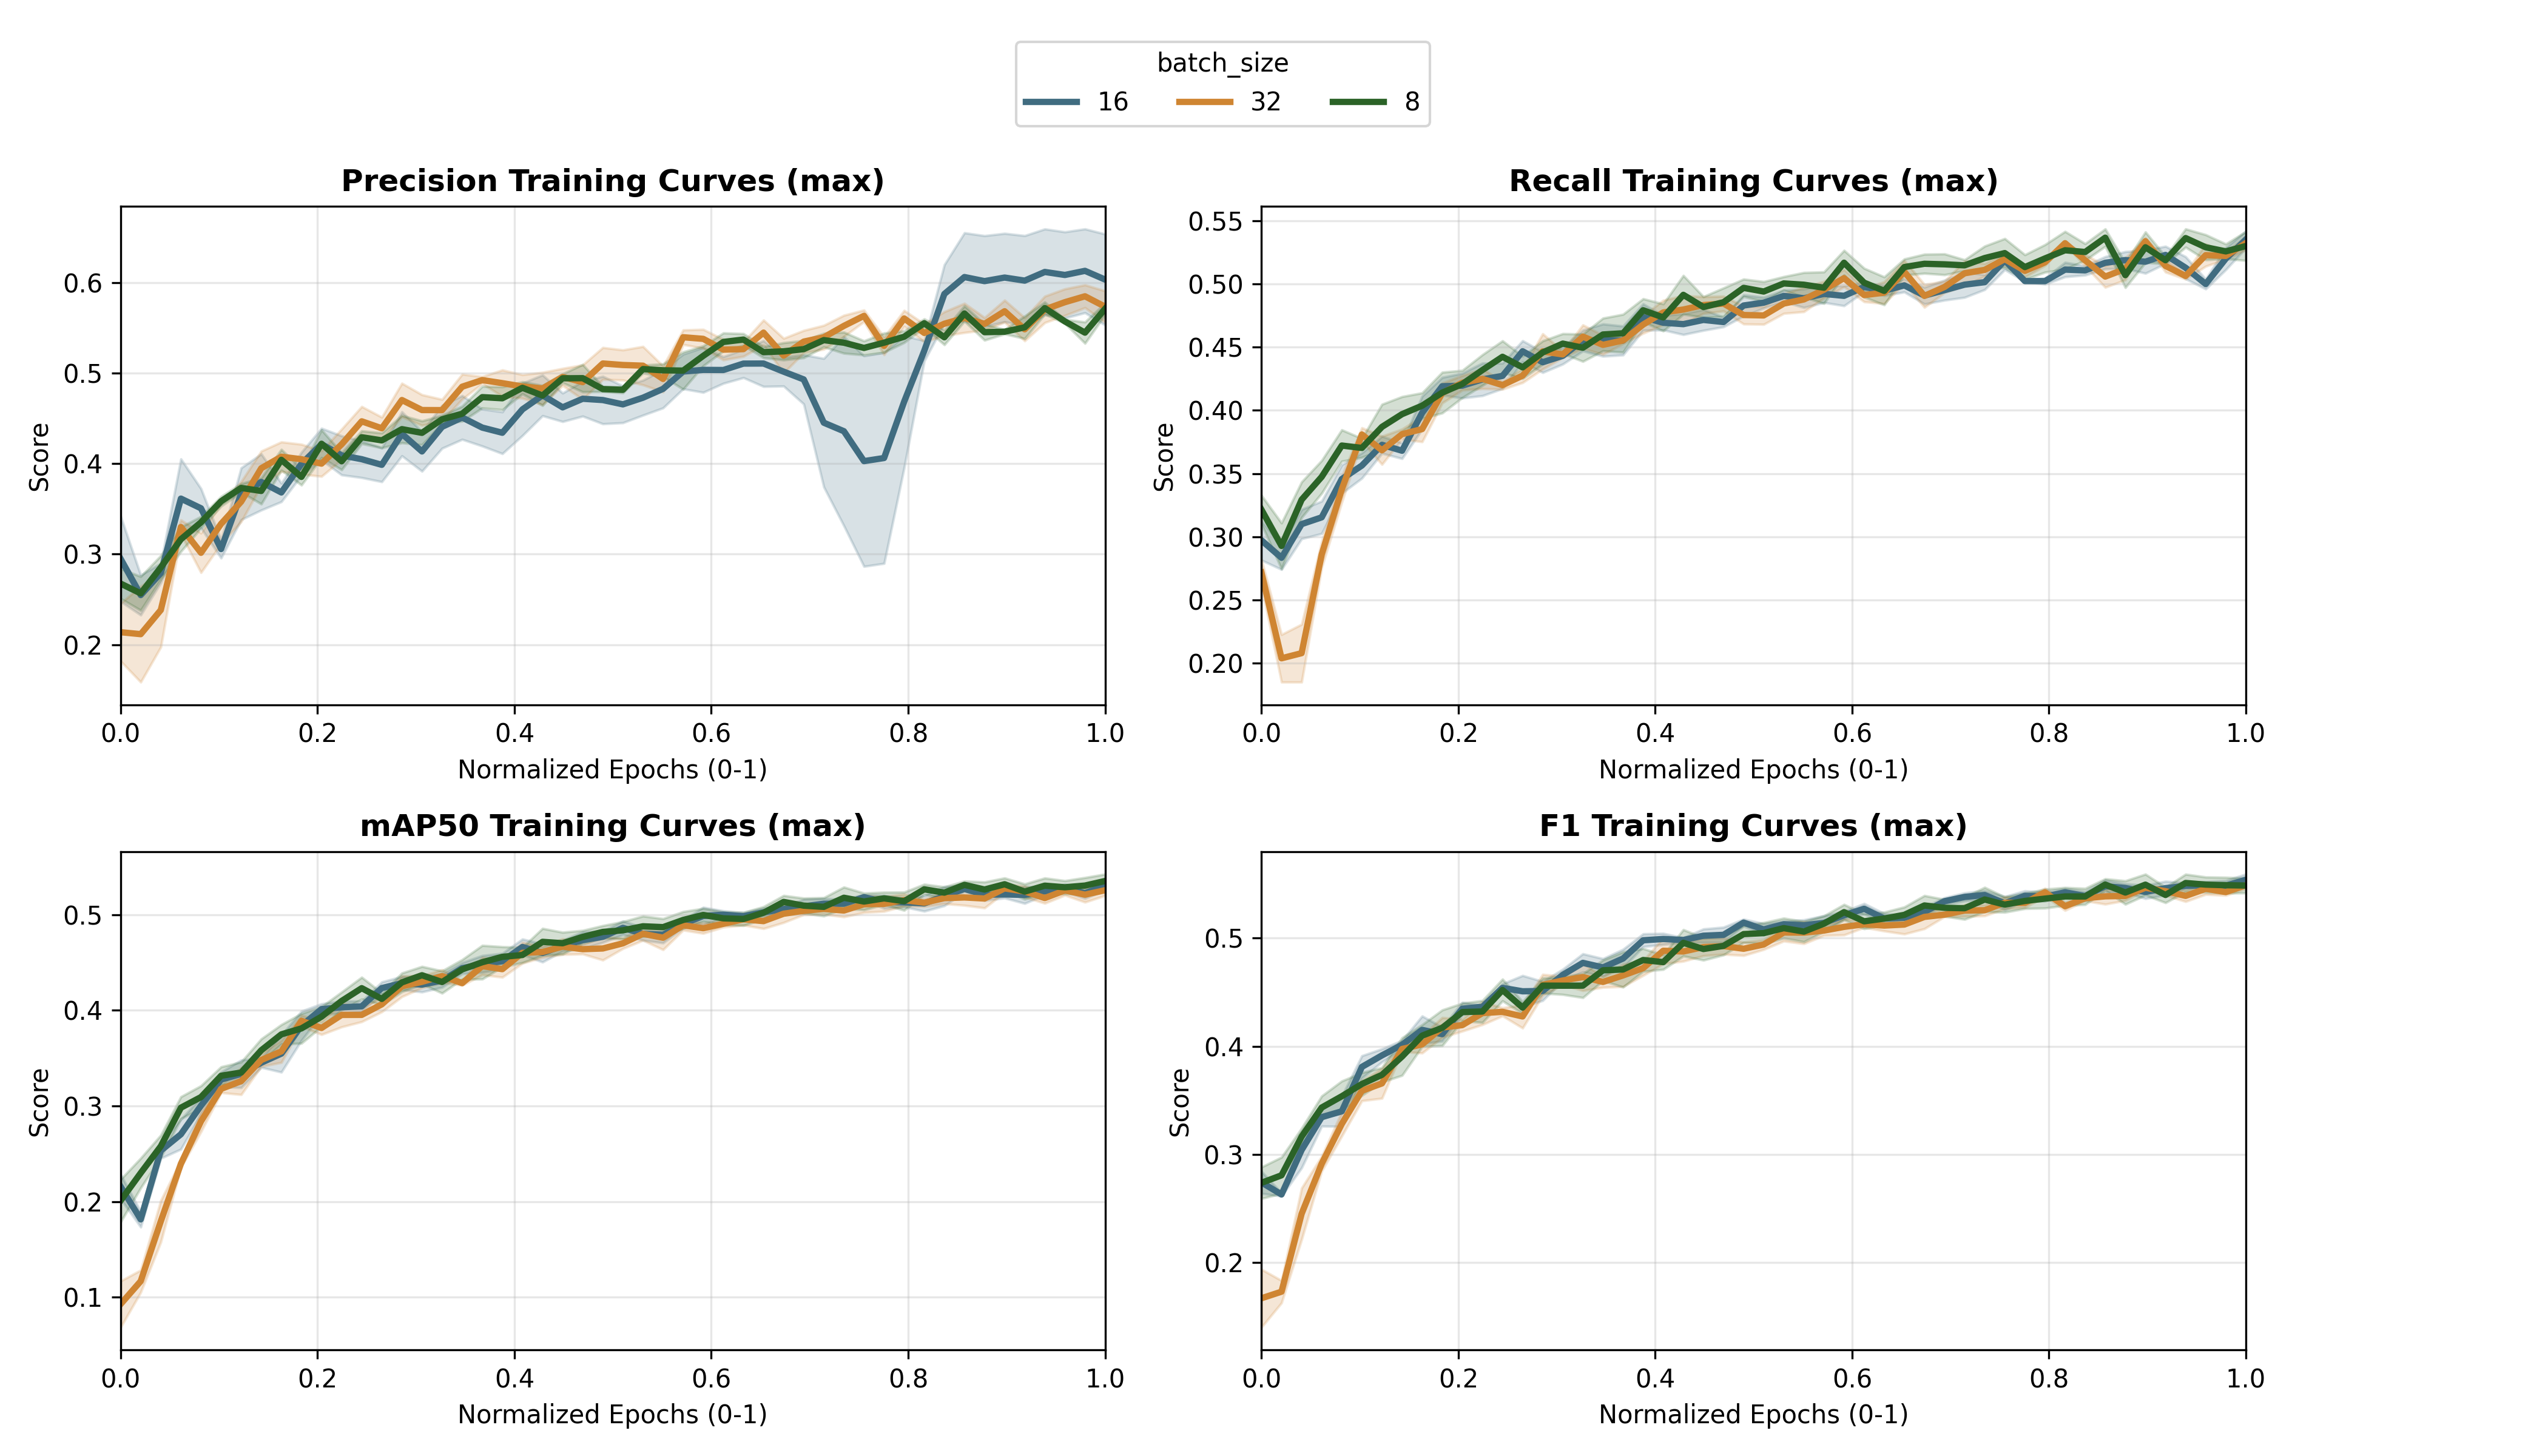 batch_size
16 32 8
Precision Training Curves (max)
0.6
0.5
0.4
0.3
0.2
Score
0.0 0.2 0.4 0.6 0.8 1.0
Normalized Epochs (0-1)
Recall Training Curves (max)
0.55
0.50
0.45
0.40
0.35
0.30
0.25
0.20
Score
0.0 0.2 0.4 0.6 0.8 1.0
Normalized Epochs (0-1)
mAP50 Training Curves (max)
0.5
0.4
0.3
0.2
0.1
Score
0.0 0.2 0.4 0.6 0.8 1.0
Normalized Epochs (0-1)
F1 Training Curves (max)
0.5
0.4
0.3
0.2
Score
0.0 0.2 0.4 0.6 0.8 1.0
Normalized Epochs (0-1)